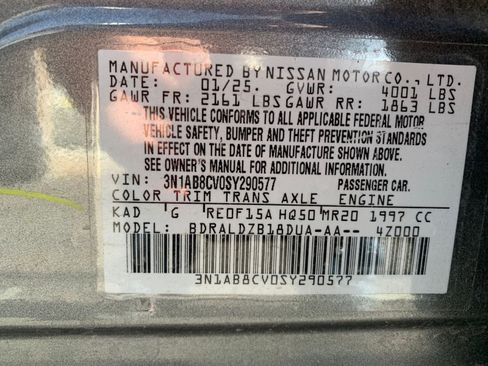 MANUFACTURED BY NISSAN MOTOR CO., LTD.
DATE: 01/25. GVWR: 4001 LBS
GAWR FR: 2161 LBS GAWR RR: 1863 LBS
THIS VEHICLE CONFORMS TO ALL APPLICABLE FEDERAL MOTOR
VEHICLE SAFETY, BUMPER AND THEFT PREVENTION STANDARDS
IN EFFECT ON THE DATE OF MANUFACTURE SHOWN ABOVE.
SEE OWNER'S MANUAL FOR ADDITIONAL INFORMATION.
VIN: 3N1AB8CV0SY290577 PASSENGER CAR.
COLOR TRIM TRANS AXLE ENGINE
KAD G RE0F15A HQ50 MR20 1997 CC
MODEL: BDRALDZB18DUA-AA-- 4Z000
3N1AB8CV0SY290577